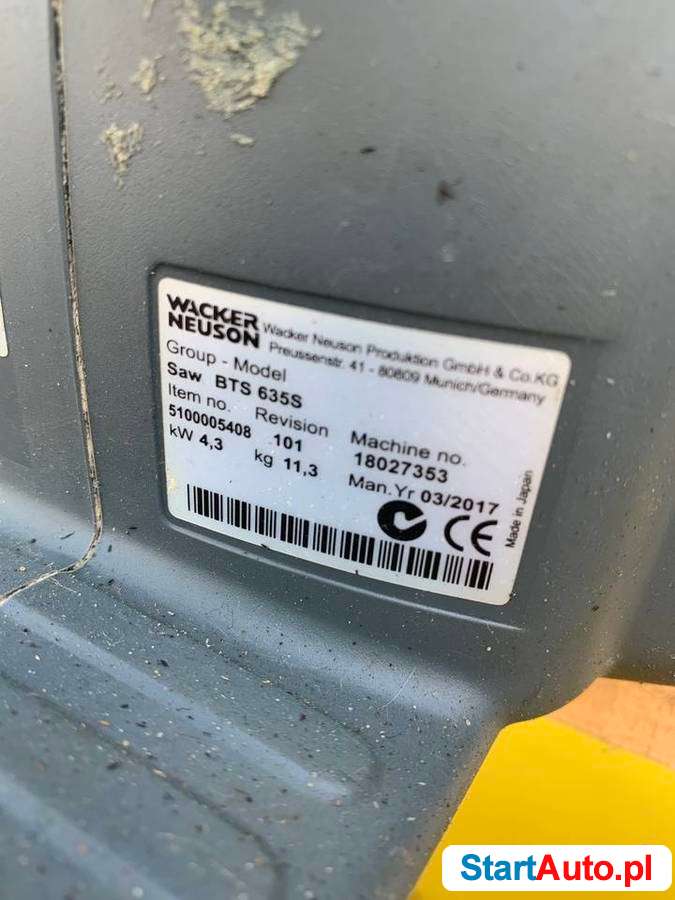 WACKER
NEUSON
Wacker Neuson Produktion GmbH & Co.KG
Preussenstr. 41 - 80809 Munich/Germany
Group - Model
Saw BTS 635S
Item no. Revision Machine no.
5100005408 .101 18027353
kW 4,3 kg 11,3 Man.Yr 03/2017
CE
Made in Japan
StartAuto.pl